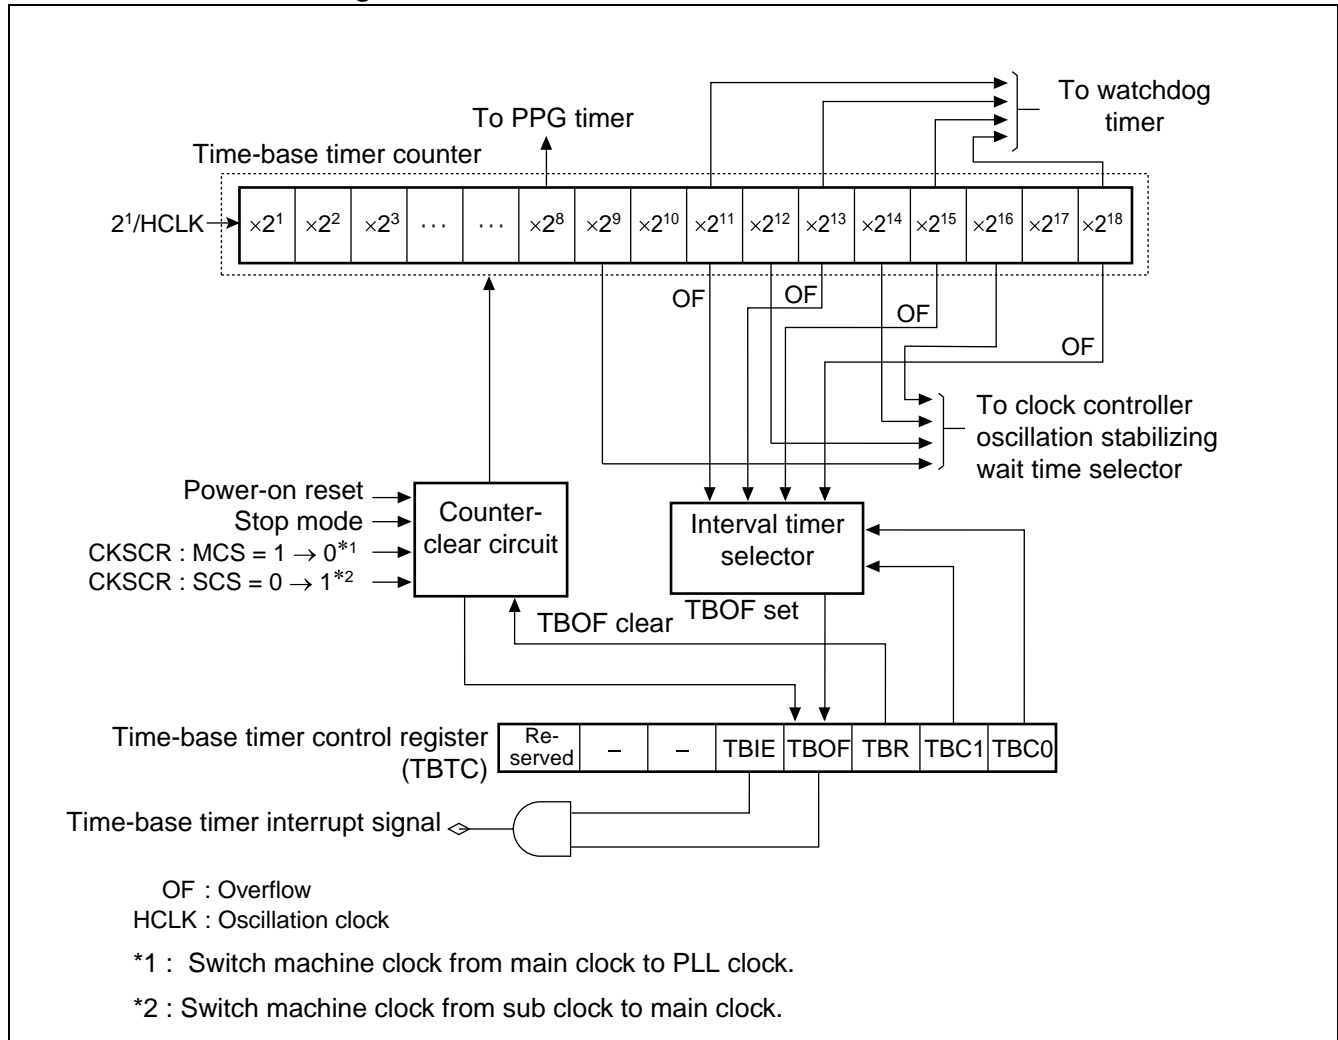 To watchdog
timer
To PPG timer
Time-base timer counter
2¹/HCLK
×2¹ ×2² ×2³ ··· ··· ×2⁸ ×2⁹ ×2¹⁰ ×2¹¹ ×2¹² ×2¹³ ×2¹⁴ ×2¹⁵ ×2¹⁶ ×2¹⁷ ×2¹⁸
OF
OF
OF
OF
To clock controller
oscillation stabilizing
wait time selector
Power-on reset
Stop mode
CKSCR : MCS = 1 → 0*1
CKSCR : SCS = 0 → 1*2
Counter-
clear circuit
Interval timer
selector
TBOF clear
TBOF set
Time-base timer control register
(TBTC)
Re-
served
– – TBIE TBOF TBR TBC1 TBC0
Time-base timer interrupt signal
OF : Overflow
HCLK : Oscillation clock
*1 : Switch machine clock from main clock to PLL clock.
*2 : Switch machine clock from sub clock to main clock.